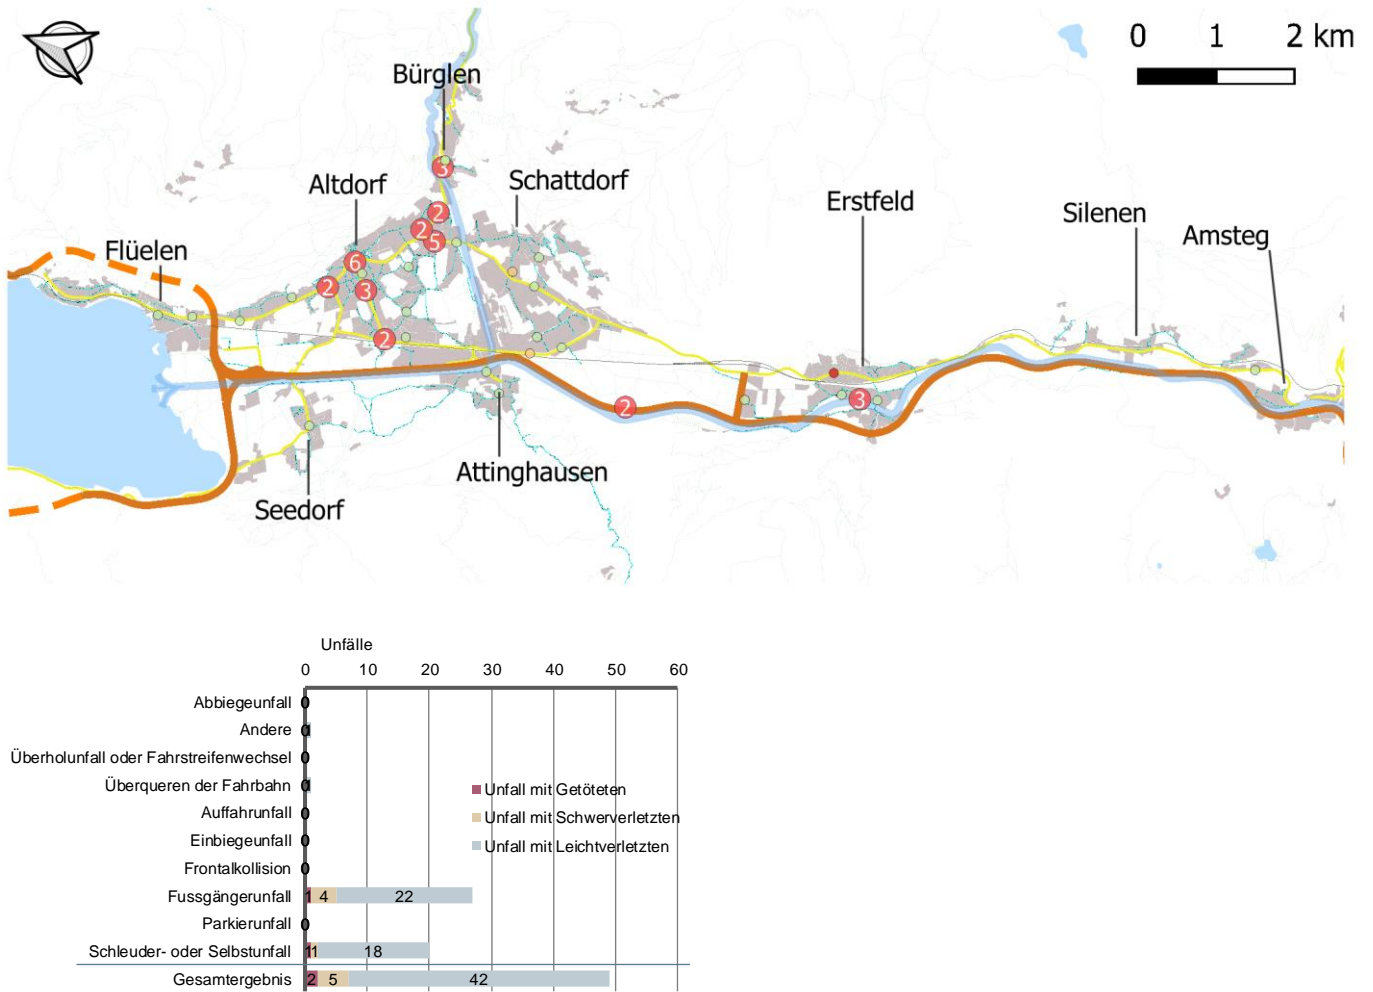 0 1 2 km
Bürglen
Altdorf
Schattdorf
Erstfeld
Silenen
Amsteg
Flüelen
3
2
2
5
6
2
3
2
2
3
Attinghausen
Seedorf
Unfälle
0 10 20 30 40 50 60
Abbiegeunfall 0
Andere 0
Überholunfall oder Fahrstreifenwechsel 0
Überqueren der Fahrbahn 0
Unfall mit Getöteten
Auffahrunfall 0
Unfall mit Schwerverletzten
Einbiegeunfall 0
Unfall mit Leichtverletzten
Frontalkollision 0
Fussgängerunfall 1 4 22
Parkierunfall 0
Schleuder- oder Selbstunfall 1 1 18
Gesamtergebnis 2 5 42